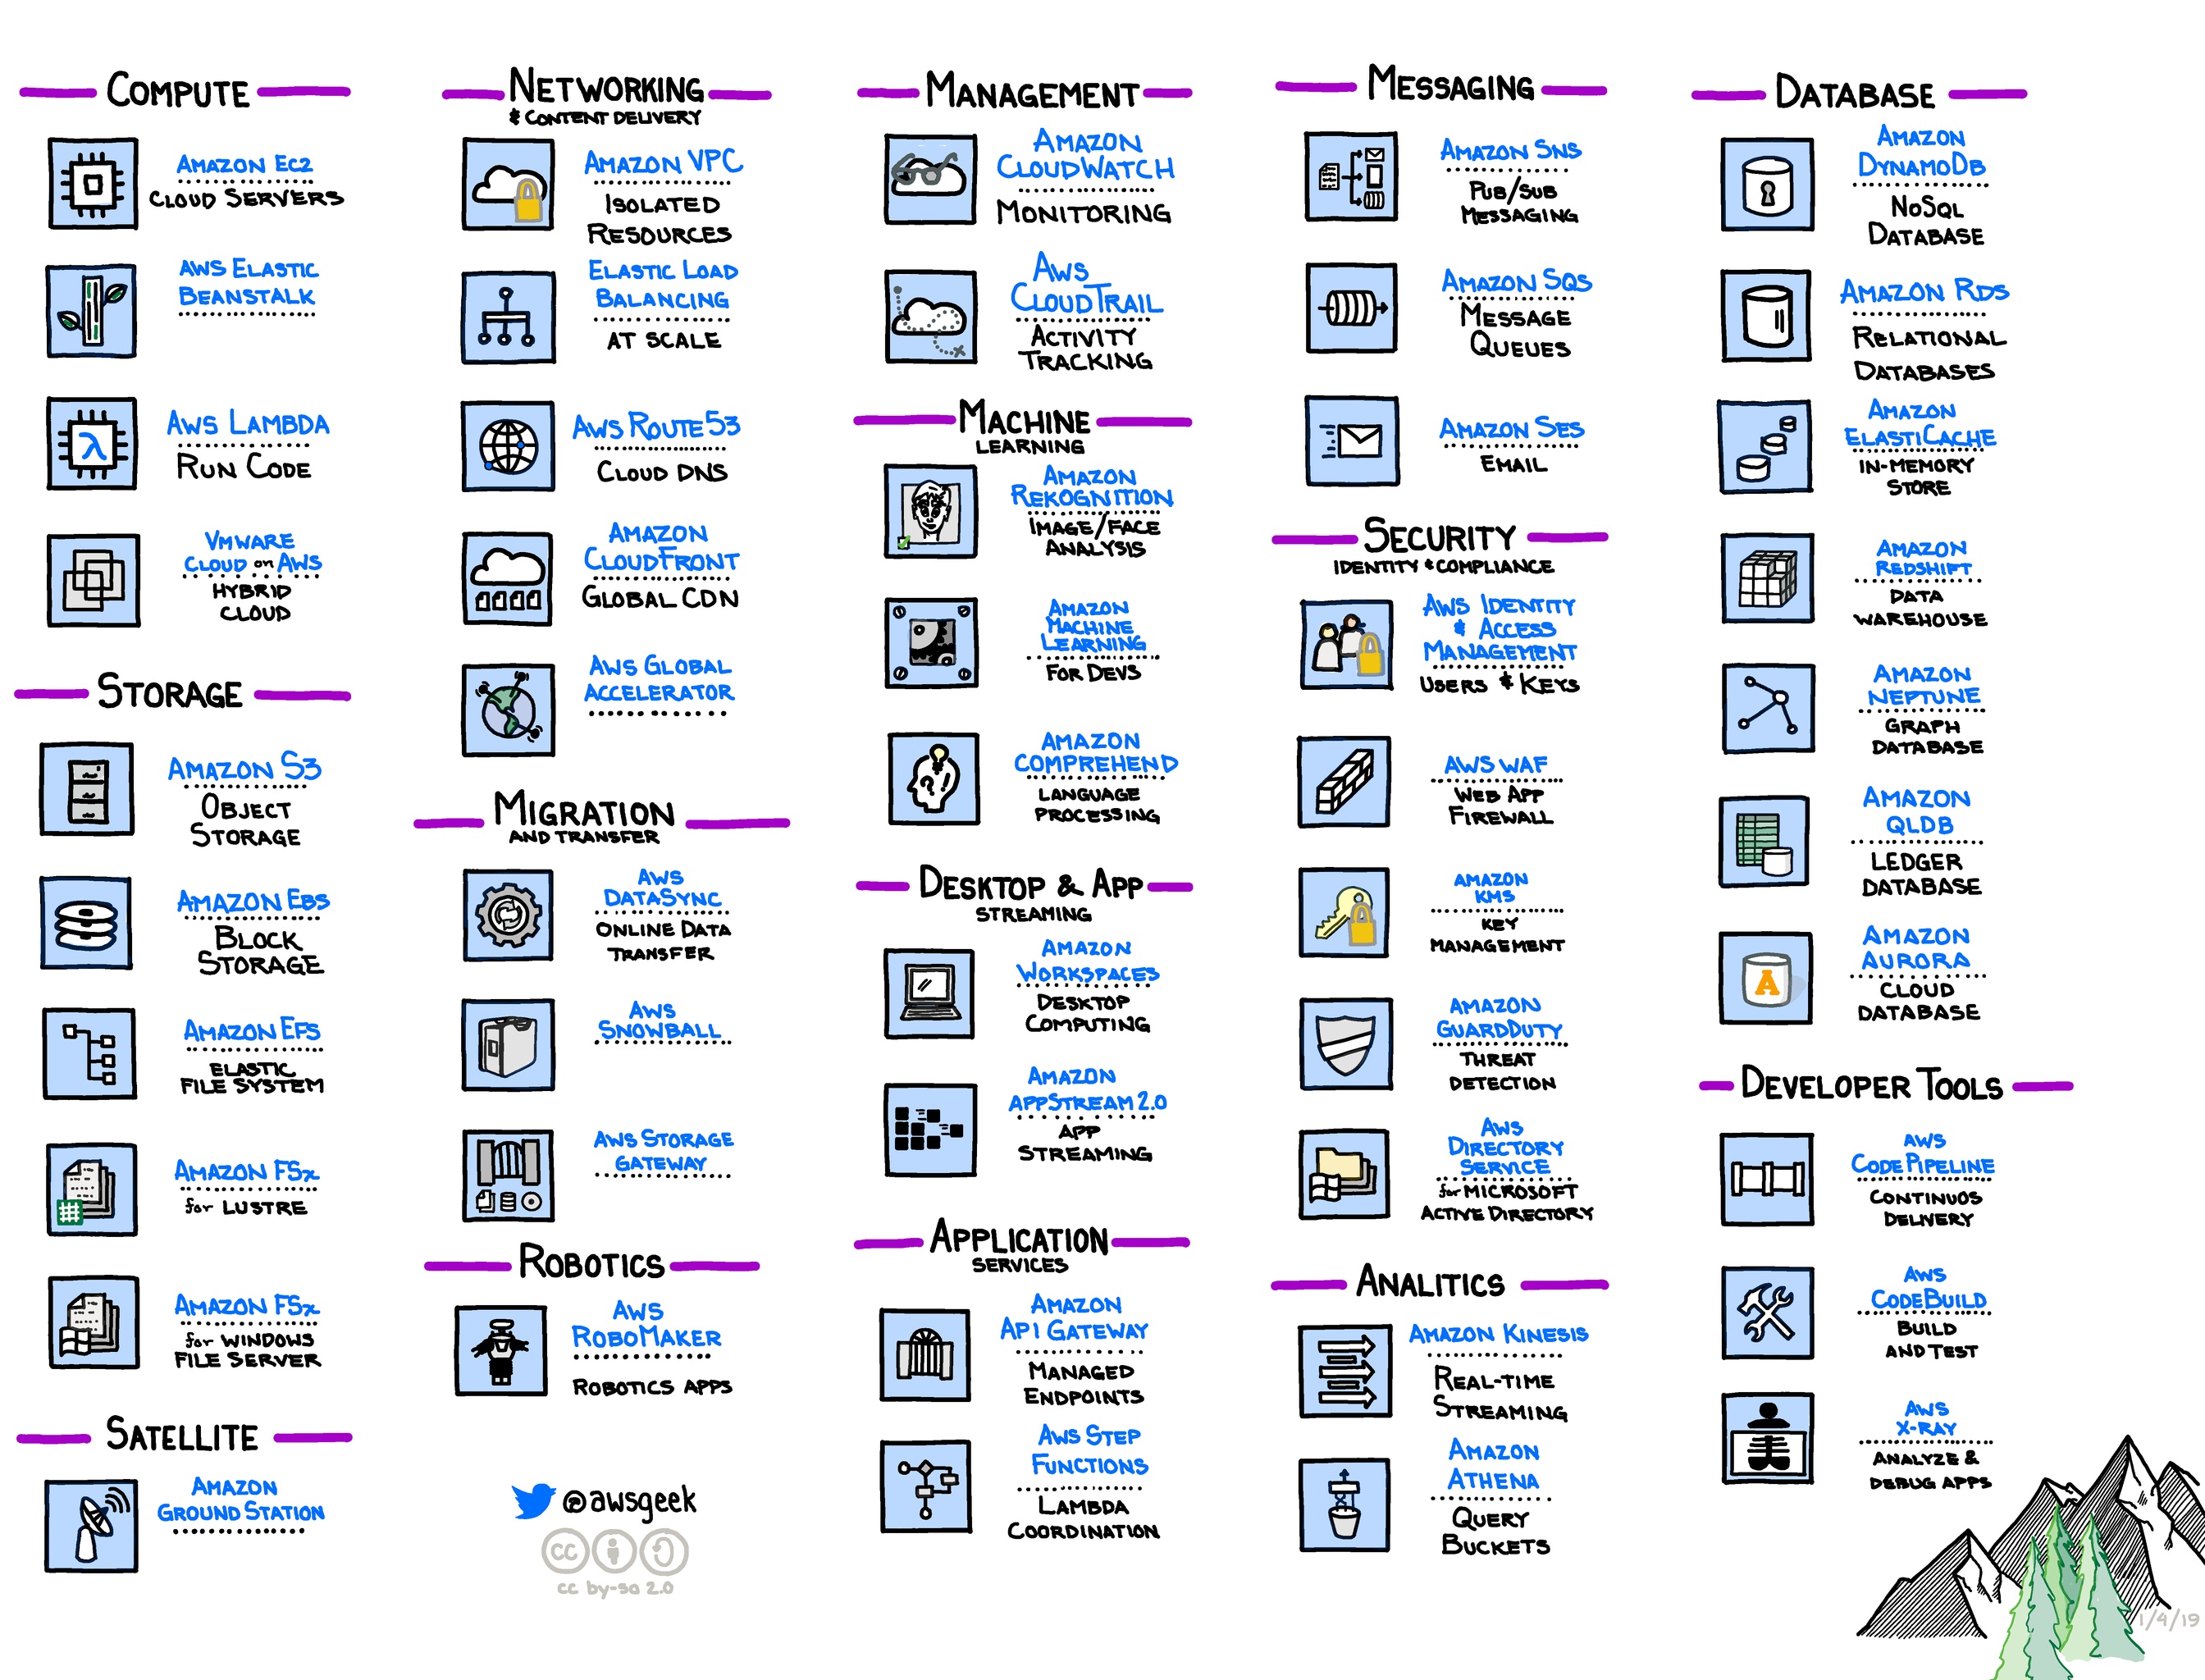 COMPUTE
AMAZON EC2
CLOUD SERVERS
AWS ELASTIC
BEANSTALK
AWS LAMBDA
RUN CODE
VMWARE
CLOUD on AWS
HYBRID
CLOUD
STORAGE
AMAZON S3
OBJECT
STORAGE
AMAZON EBS
BLOCK
STORAGE
AMAZON EFS
ELASTIC
FILE SYSTEM
AMAZON FSx
for LUSTRE
AMAZON FSx
for WINDOWS
FILE SERVER
SATELLITE
AMAZON
GROUND STATION
NETWORKING
& CONTENT DELIVERY
AMAZON VPC
ISOLATED
RESOURCES
ELASTIC LOAD
BALANCING
AT SCALE
AWS ROUTE53
CLOUD DNS
AMAZON
CLOUDFRONT
GLOBAL CDN
AWS GLOBAL
ACCELERATOR
MIGRATION
AND TRANSFER
AWS
DATASYNC
ONLINE DATA
TRANSFER
AWS
SNOWBALL
AWS STORAGE
GATEWAY
ROBOTICS
AWS
ROBOMAKER
ROBOTICS APPS
@awsgeek
cc
cc by-sa 2.0
MANAGEMENT
AMAZON
CLOUDWATCH
MONITORING
AWS
CLOUDTRAIL
ACTIVITY
TRACKING
MACHINE
LEARNING
AMAZON
REKOGNITION
IMAGE/FACE
ANALYSIS
AMAZON
MACHINE
LEARNING
FOR DEVS
AMAZON
COMPREHEND
LANGUAGE
PROCESSING
DESKTOP & APP
STREAMING
AMAZON
WORKSPACES
DESKTOP
COMPUTING
AMAZON
APPSTREAM 2.0
APP
STREAMING
APPLICATION
SERVICES
AMAZON
API GATEWAY
MANAGED
ENDPOINTS
AWS STEP
FUNCTIONS
LAMBDA
COORDINATION
MESSAGING
AMAZON SNS
PUB/SUB
MESSAGING
AMAZON SQS
MESSAGE
QUEUES
AMAZON SES
EMAIL
SECURITY
IDENTITY & COMPLIANCE
AWS IDENTITY
& ACCESS
MANAGEMENT
USERS & KEYS
AWS WAF
WEB APP
FIREWALL
AMAZON
KMS
KEY
MANAGEMENT
AMAZON
GUARDDUTY
THREAT
DETECTION
AWS
DIRECTORY
SERVICE
for MICROSOFT
ACTIVE DIRECTORY
ANALITICS
AMAZON KINESIS
REAL-TIME
STREAMING
AMAZON
ATHENA
QUERY
BUCKETS
DATABASE
AMAZON
DYNAMODB
NOSQL
DATABASE
AMAZON RDS
RELATIONAL
DATABASES
AMAZON
ELASTICACHE
IN-MEMORY
STORE
AMAZON
REDSHIFT
DATA
WAREHOUSE
AMAZON
NEPTUNE
GRAPH
DATABASE
AMAZON
QLDB
LEDGER
DATABASE
A
AMAZON
AURORA
CLOUD
DATABASE
DEVELOPER TOOLS
AWS
CODEPIPELINE
CONTINUOS
DELIVERY
AWS
CODEBUILD
BUILD
AND TEST
AWS
X-RAY
ANALYZE &
DEBUG APPS
1/4/19